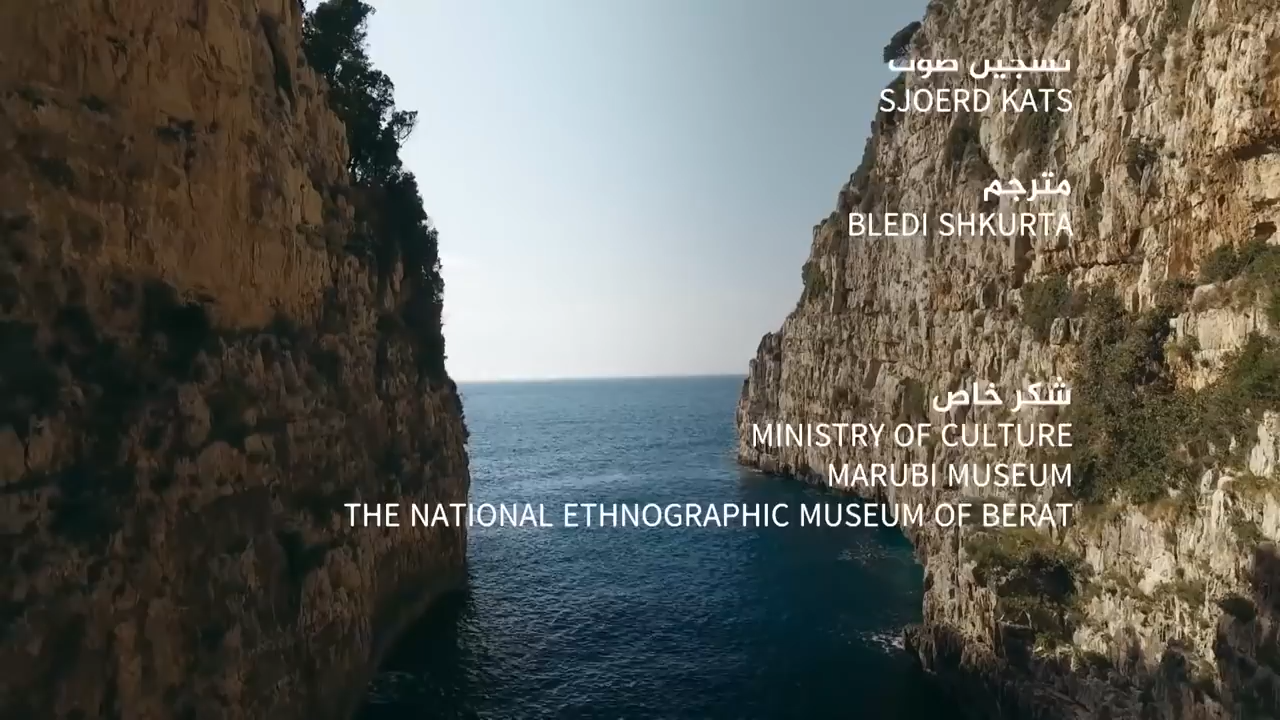 تسجيل صوت
SJOERD KATS
مترجم
BLEDI SHKURTA
شكر خاص
MINISTRY OF CULTURE
MARUBI MUSEUM
THE NATIONAL ETHNOGRAPHIC MUSEUM OF BERAT